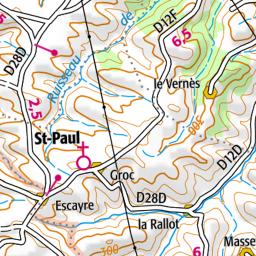 D28D
Ruisseau de
D12F
6,5
le Vernès
2,5
300
St-Paul
D12D
Groc
D28D
Escayre
la Rallot
Masse
6